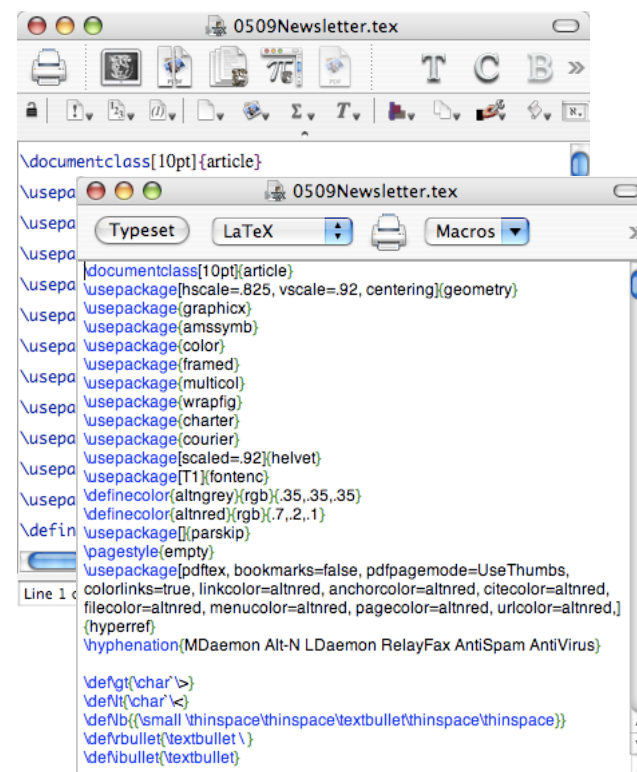 0509Newsletter.tex
T C B »
Σ T
\documentclass[10pt]{article}
\usepa
\usepa
\usepa
\usepa
\usepa
\usepa
\usepa
\usepa
\usepa
\usepa
\usepa
\defin
Line 1
0509Newsletter.tex
Typeset LaTeX Macros
\documentclass[10pt]{article}
\usepackage[hscale=.825, vscale=.92, centering]{geometry}
\usepackage{graphicx}
\usepackage{amssymb}
\usepackage{color}
\usepackage{framed}
\usepackage{multicol}
\usepackage{wrapfig}
\usepackage{charter}
\usepackage{courier}
\usepackage[scaled=.92]{helvet}
\usepackage[T1]{fontenc}
\definecolor{altngrey}{rgb}{.35,.35,.35}
\definecolor{altnred}{rgb}{.7,.2,.1}
\usepackage[]{parskip}
\pagestyle{empty}
\usepackage[pdftex, bookmarks=false, pdfpagemode=UseThumbs,
colorlinks=true, linkcolor=altnred, anchorcolor=altnred, citecolor=altnred,
filecolor=altnred, menucolor=altnred, pagecolor=altnred, urlcolor=altnred,]
{hyperref}
\hyphenation{MDaemon Alt-N LDaemon RelayFax AntiSpam AntiVirus}
\def\gt{\char`\>}
\def\lt{\char`\<}
\def\lb{{\small \thinspace\thinspace\textbullet\thinspace\thinspace}}
\def\rbullet{\textbullet\ }
\def\lbullet{\textbullet}